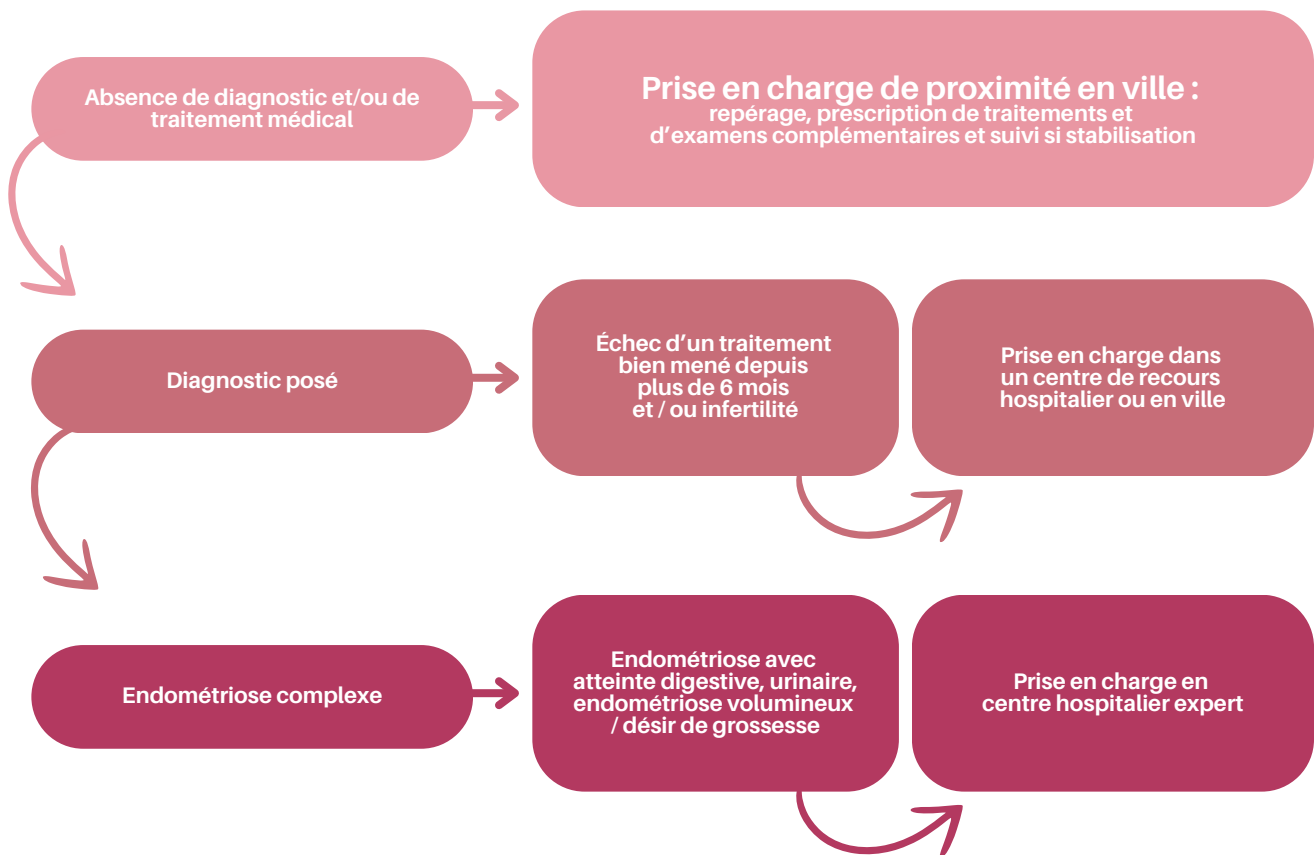 Absence de diagnostic et/ou de
traitement médical
Prise en charge de proximité en ville :
repérage, prescription de traitements et
d’examens complémentaires et suivi si stabilisation
Diagnostic posé
Échec d’un traitement
bien mené depuis
plus de 6 mois
et / ou infertilité
Prise en charge dans
un centre de recours
hospitalier ou en ville
Endométriose complexe
Endométriose avec
atteinte digestive, urinaire,
endométriose volumineux
/ désir de grossesse
Prise en charge en
centre hospitalier expert